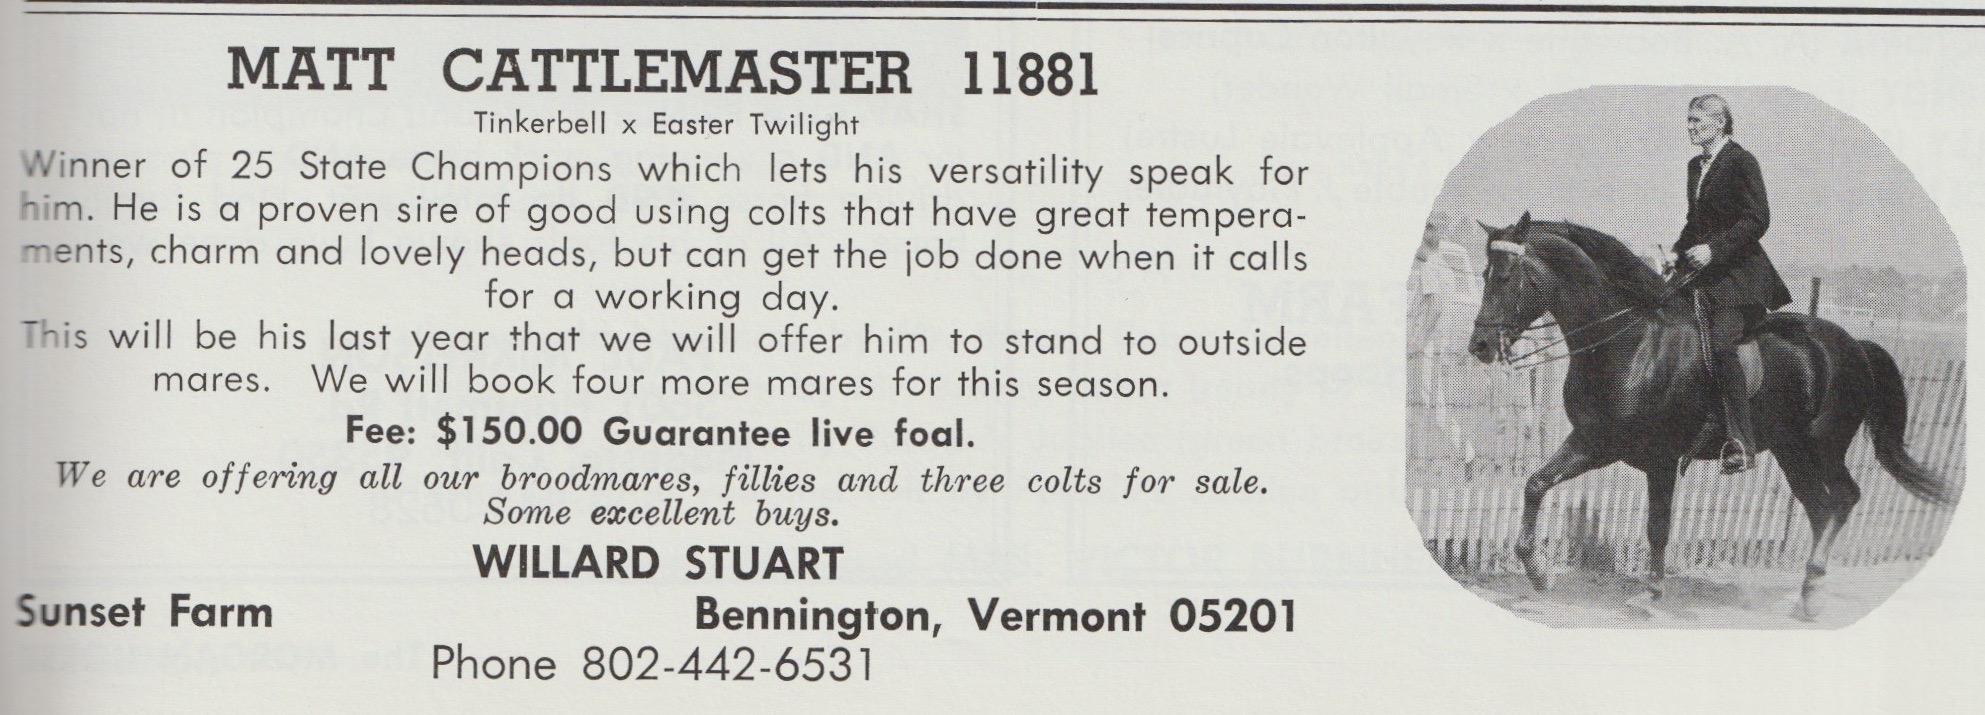 MATT CATTLEMASTER 11881
Tinkerbell x Easter Twilight
Winner of 25 State Champions which lets his versatility speak for
him. He is a proven sire of good using colts that have great tempera-
ments, charm and lovely heads, but can get the job done when it calls
for a working day.
This will be his last year that we will offer him to stand to outside
mares. We will book four more mares for this season.
Fee: $150.00 Guarantee live foal.
We are offering all our broodmares, fillies and three colts for sale.
Some excellent buys.
WILLARD STUART
Sunset Farm Bennington, Vermont 05201
Phone 802-442-6531